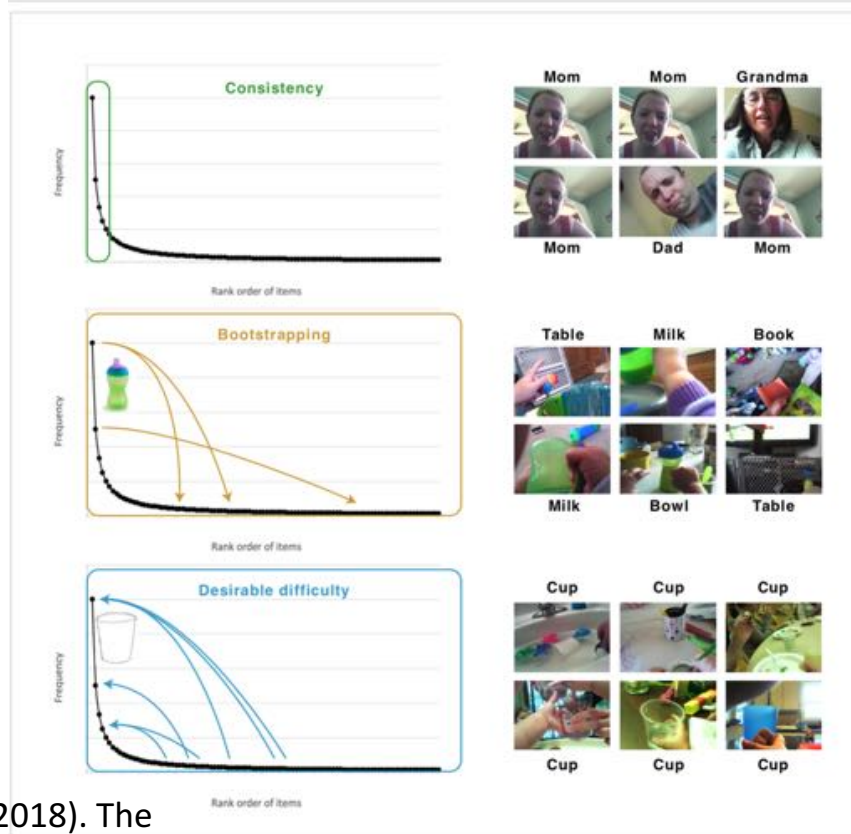 Consistency
Frequency
Rank order of items
Mom Mom Grandma
Mom Dad Mom
Bootstrapping
Frequency
Rank order of items
Table Milk Book
Milk Bowl Table
Desirable difficulty
Frequency
Rank order of items
Cup Cup Cup
Cup Cup Cup
2018). The